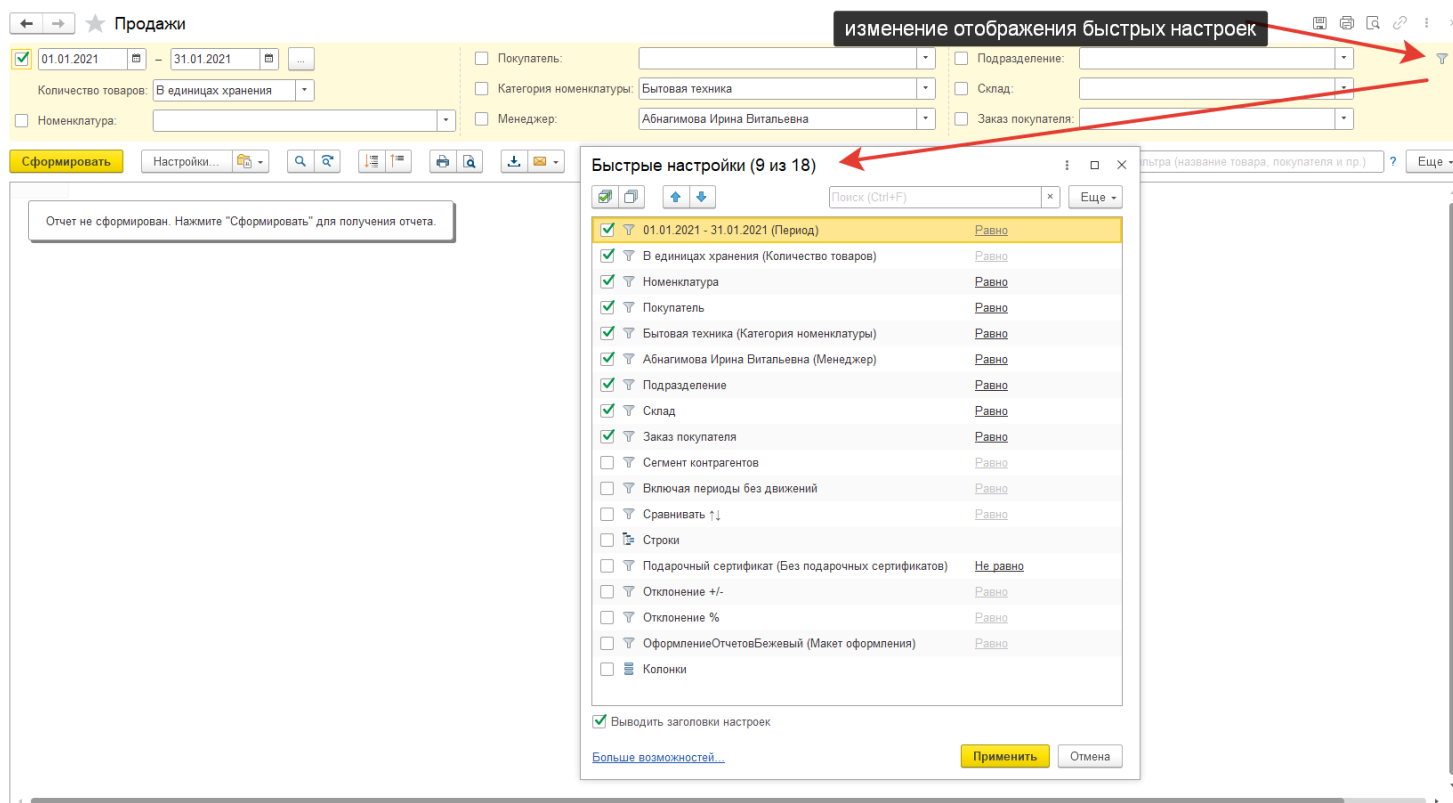 Продажи
изменение отображения быстрых настроек
01.01.2021 – 31.01.2021 ...
Покупатель:
Подразделение:
Количество товаров: В единицах хранения
Категория номенклатуры: Бытовая техника
Склад:
Номенклатура:
Менеджер: Абнагимова Ирина Витальевна
Заказ покупателя:
Сформировать Настройки...
(название товара, покупателя и пр.) ? Еще
Отчет не сформирован. Нажмите "Сформировать" для получения отчета.
Быстрые настройки (9 из 18)
Поиск (Ctrl+F) × Еще
01.01.2021 - 31.01.2021 (Период) Равно
В единицах хранения (Количество товаров) Равно
Номенклатура Равно
Покупатель Равно
Бытовая техника (Категория номенклатуры) Равно
Абнагимова Ирина Витальевна (Менеджер) Равно
Подразделение Равно
Склад Равно
Заказ покупателя Равно
Сегмент контрагентов Равно
Включая периоды без движений Равно
Сравнивать ↑↓ Равно
Строки
Подарочный сертификат (Без подарочных сертификатов) Не равно
Отклонение +/- Равно
Отклонение % Равно
ОформлениеОтчетовБежевый (Макет оформления) Равно
Колонки
Выводить заголовки настроек
Больше возможностей...
Применить Отмена